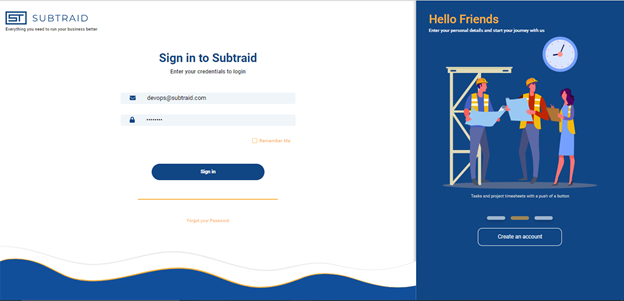 ST SUBTRAID
Everything you need to run your business better
Sign in to Subtraid
Enter your credentials to login
devops@subtraid.com
••••••••
Remember Me
Sign in
Forgot your Password
Hello Friends
Enter your personal details and start your journey with us
Tasks and project timesheets with a push of a button
Create an account